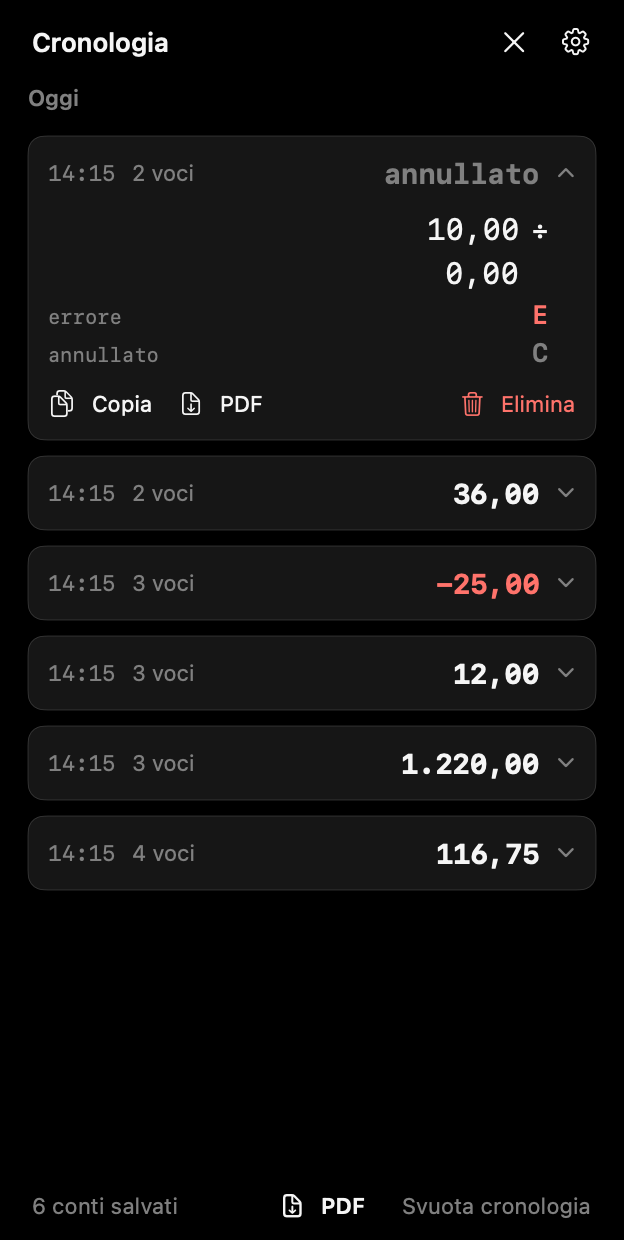 Cronologia
Oggi
14:15 2 voci annullato
10,00 ÷
0,00
errore E
annullato C
Copia PDF Elimina
14:15 2 voci 36,00
14:15 3 voci −25,00
14:15 3 voci 12,00
14:15 3 voci 1.220,00
14:15 4 voci 116,75
6 conti salvati PDF Svuota cronologia